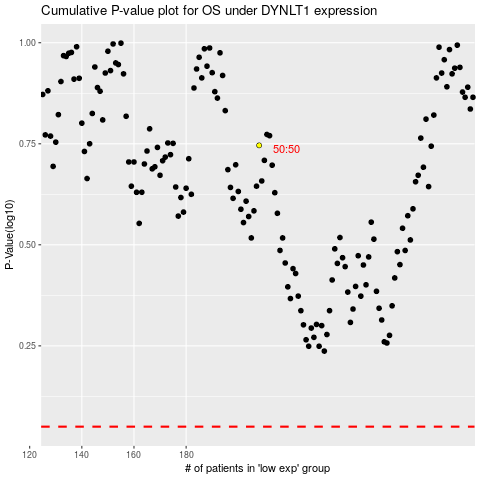 Cumulative P-value plot for OS under DYNLT1 expression
P-Value(log10)
1.00
0.75
0.50
0.25
50:50
120 140 160 180
# of patients in 'low exp' group